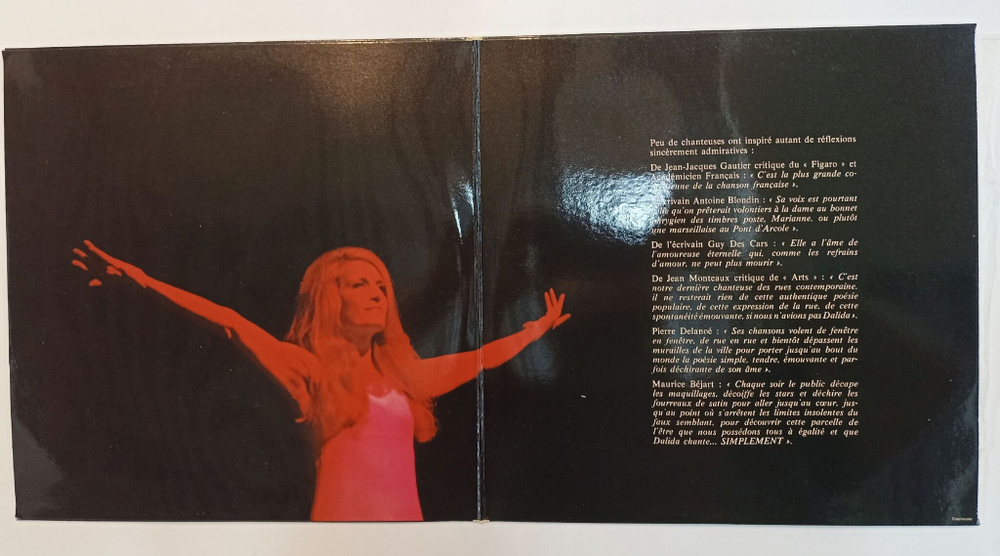 Peu de chanteuses ont inspiré autant de réflexions
sincèrement admiratives :
De Jean-Jacques Gautier critique du « Figaro » et
Académicien Français : « C'est la plus grande co-
de la chanson française ».
Antoine Blondin : « Sa voix est pourtant
qu'on prêterait volontiers à la dame au bonnet
des timbres poste, Marianne, ou plutôt
une marseillaise au Pont d'Arcole ».
De l'écrivain Guy Des Cars : « Elle a l'âme de
l'amoureuse éternelle qui, comme les refrains
d'amour, ne peut plus mourir ».
De Jean Monteaux critique de « Arts » : « C'est
notre dernière chanteuse des rues contemporaine,
il ne resterait rien de cette authentique poésie
populaire, de cette expression de la rue, de cette
spontanéité émouvante, si nous n'avions pas Dalida ».
Pierre Delanoé : « Ses chansons volent de fenêtre
en fenêtre, de rue en rue et bientôt dépassent les
murailles de la ville pour porter jusqu'au bout du
monde la poésie simple, tendre, émouvante et par-
fois déchirante de son âme ».
Maurice Béjart : « Chaque soir le public décape
les maquillages, décoiffe les stars et déchire les
fourreaux de satin pour aller jusqu'au cœur, jus-
qu'au point où s'arrêtent les limites insolentes du
faux semblant, pour découvrir cette parcelle de
l'être que nous possédons tous à égalité et que
Dalida chante... SIMPLEMENT ».